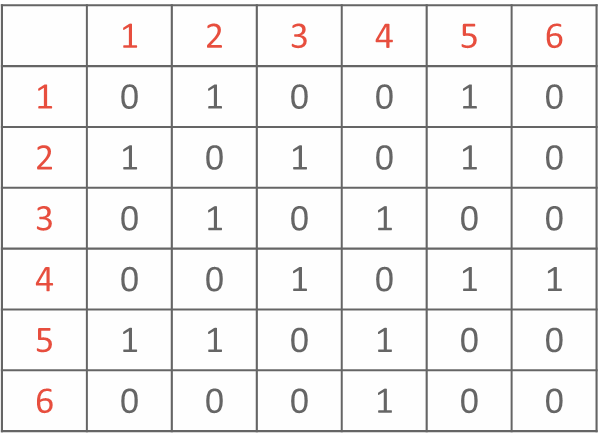 1 2 3 4 5 6
1 0 1 0 0 1 0
2 1 0 1 0 1 0
3 0 1 0 1 0 0
4 0 0 1 0 1 1
5 1 1 0 1 0 0
6 0 0 0 1 0 0